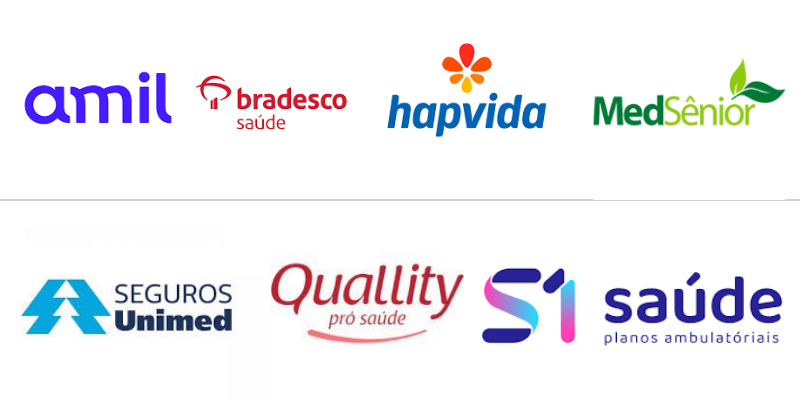 amil
bradesco
saúde
hapvida
MedSênior
SEGUROS
Unimed
Quallity
pró saúde
S1 saúde
planos ambulatóriais